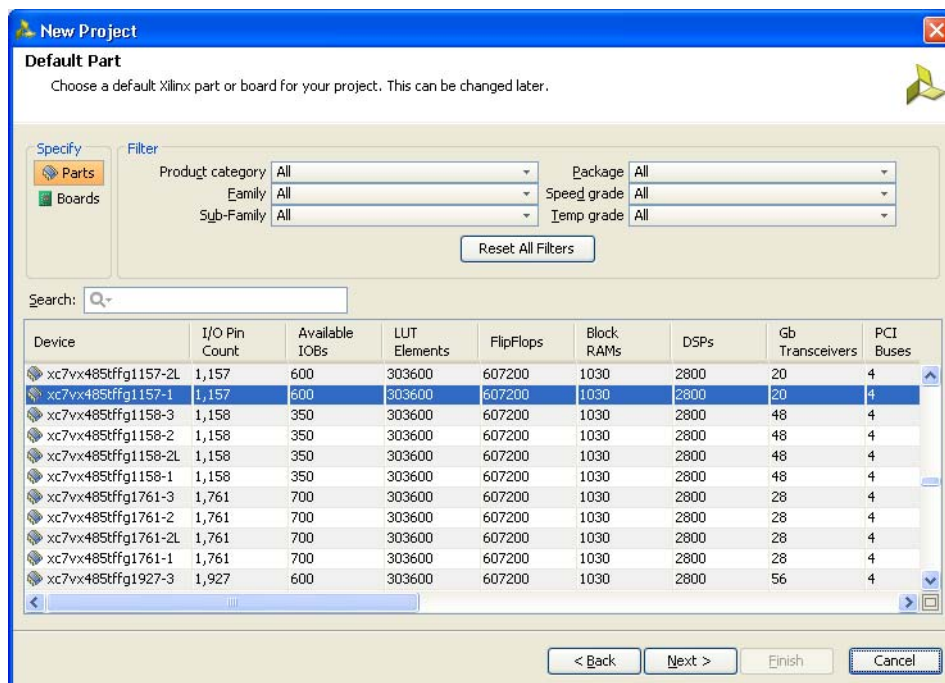 New Project
Default Part
Choose a default Xilinx part or board for your project. This can be changed later.
Specify
Parts
Boards
Filter
Product category All Package All
Family All Speed grade All
Sub-Family All Temp grade All
Reset All Filters
Search:
Device I/O Pin Count Available IOBs LUT Elements FlipFlops Block RAMs DSPs Gb Transceivers PCI Buses
xc7vx485tffg1157-2L 1,157 600 303600 607200 1030 2800 20 4
xc7vx485tffg1157-1 1,157 600 303600 607200 1030 2800 20 4
xc7vx485tffg1158-3 1,158 350 303600 607200 1030 2800 48 4
xc7vx485tffg1158-2 1,158 350 303600 607200 1030 2800 48 4
xc7vx485tffg1158-2L 1,158 350 303600 607200 1030 2800 48 4
xc7vx485tffg1158-1 1,158 350 303600 607200 1030 2800 48 4
xc7vx485tffg1761-3 1,761 700 303600 607200 1030 2800 28 4
xc7vx485tffg1761-2 1,761 700 303600 607200 1030 2800 28 4
xc7vx485tffg1761-2L 1,761 700 303600 607200 1030 2800 28 4
xc7vx485tffg1761-1 1,761 700 303600 607200 1030 2800 28 4
xc7vx485tffg1927-3 1,927 600 303600 607200 1030 2800 56 4
< Back Next > Finish Cancel